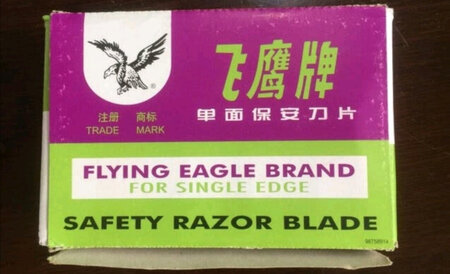 飞鹰牌
®
注册 商标
TRADE MARK
单面保安刀片
FLYING EAGLE BRAND
FOR SINGLE EDGE
SAFETY RAZOR BLADE